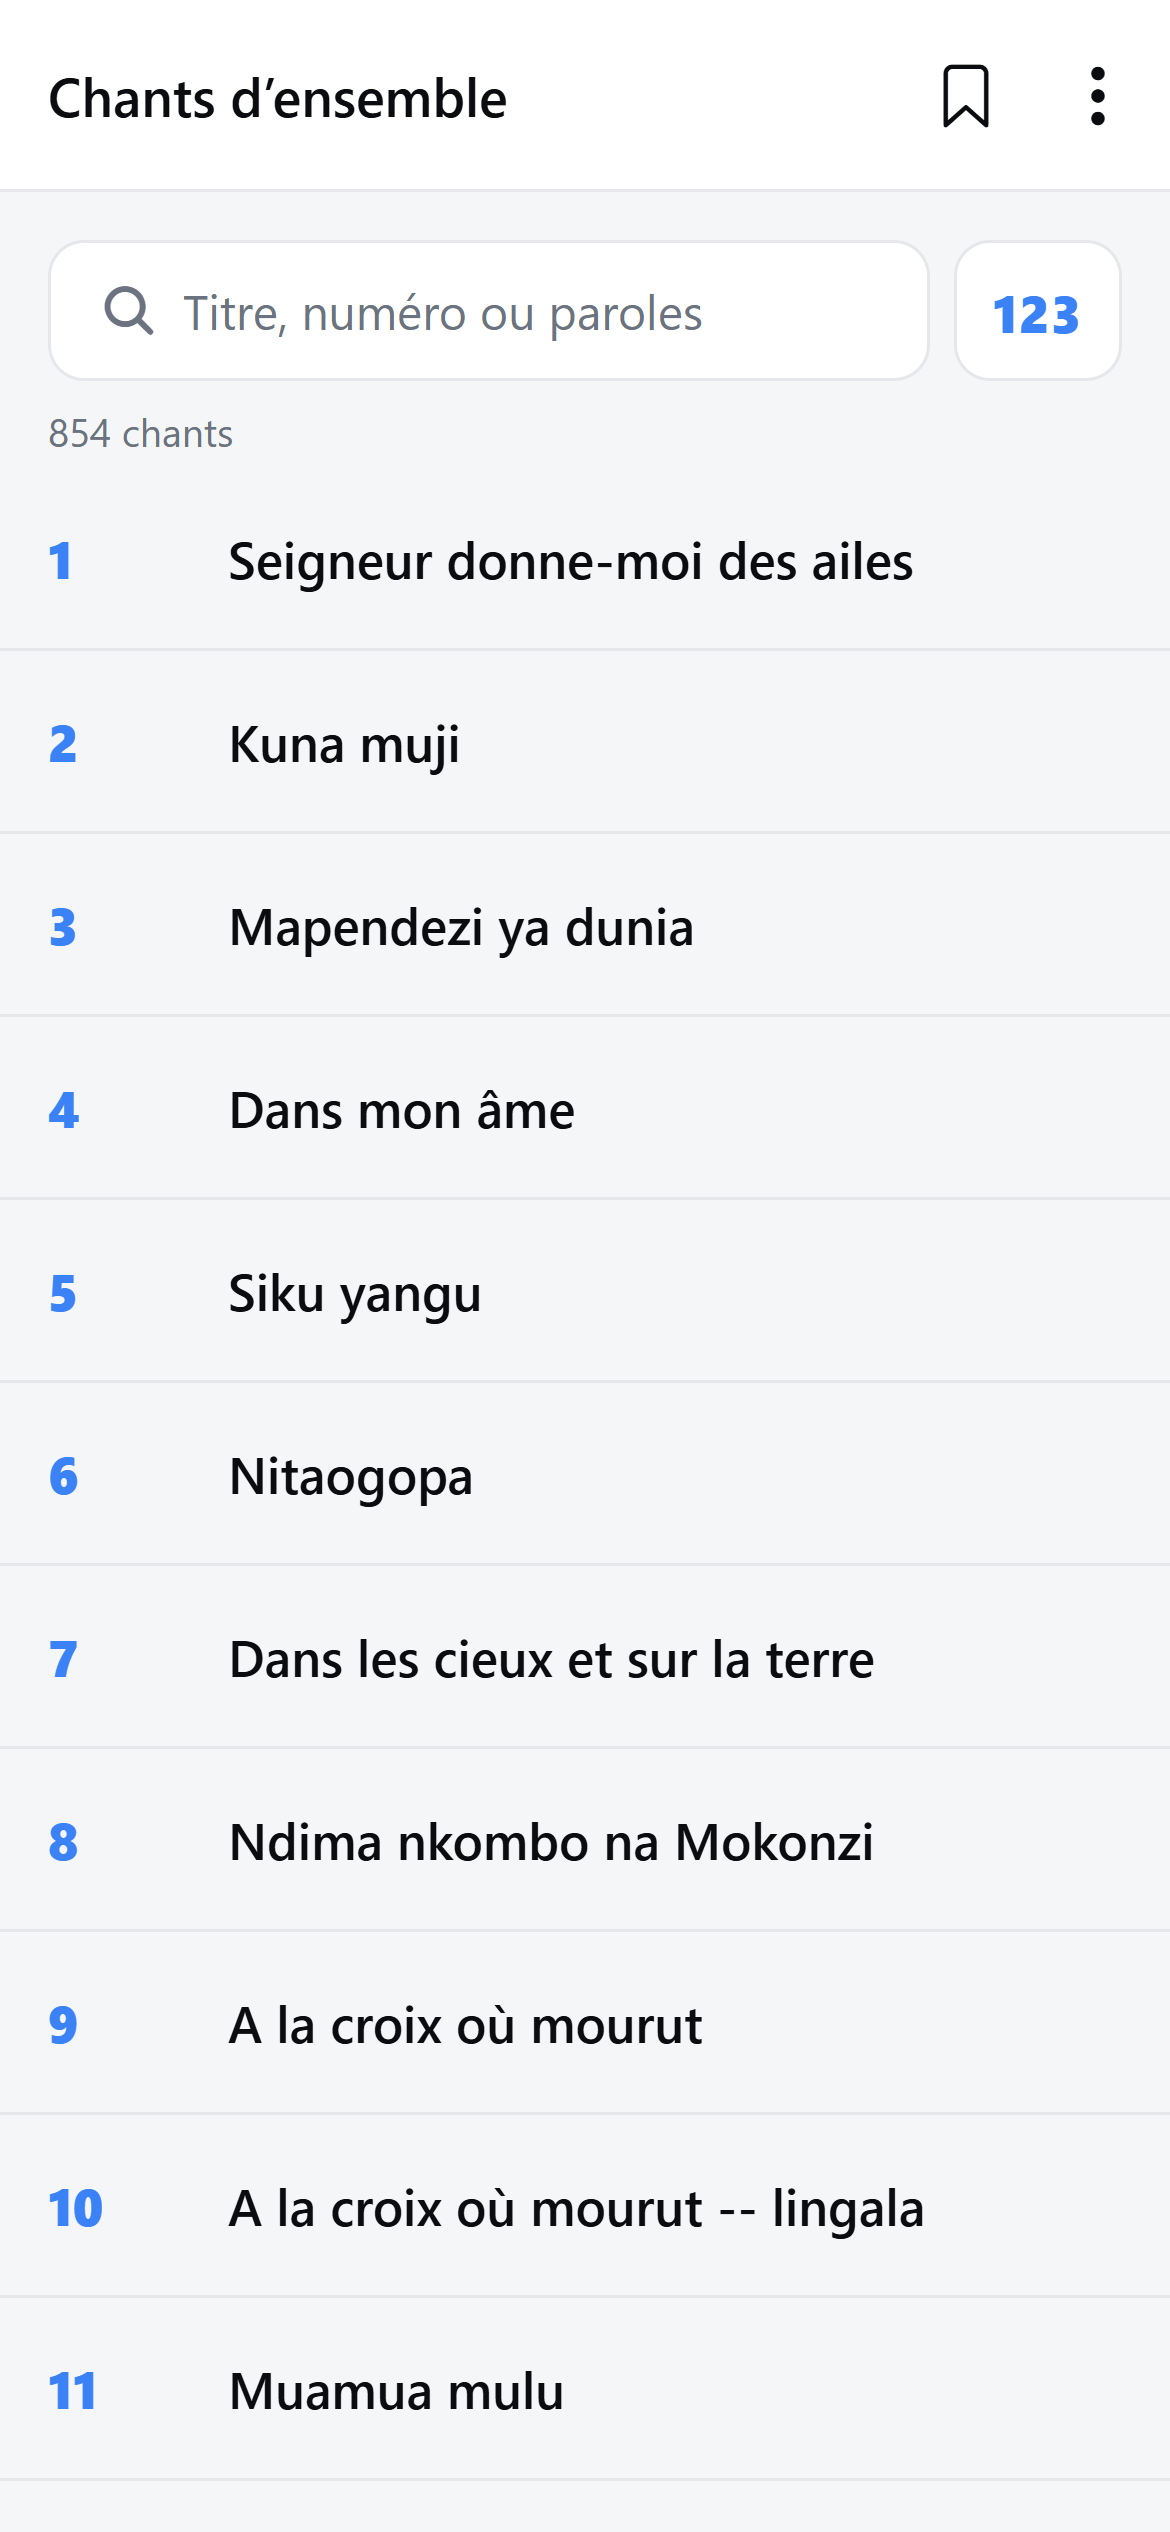 Chants d’ensemble
Titre, numéro ou paroles
123
854 chants
1 Seigneur donne-moi des ailes
2 Kuna muji
3 Mapendezi ya dunia
4 Dans mon âme
5 Siku yangu
6 Nitaogopa
7 Dans les cieux et sur la terre
8 Ndima nkombo na Mokonzi
9 A la croix où mourut
10 A la croix où mourut -- lingala
11 Muamua mulu